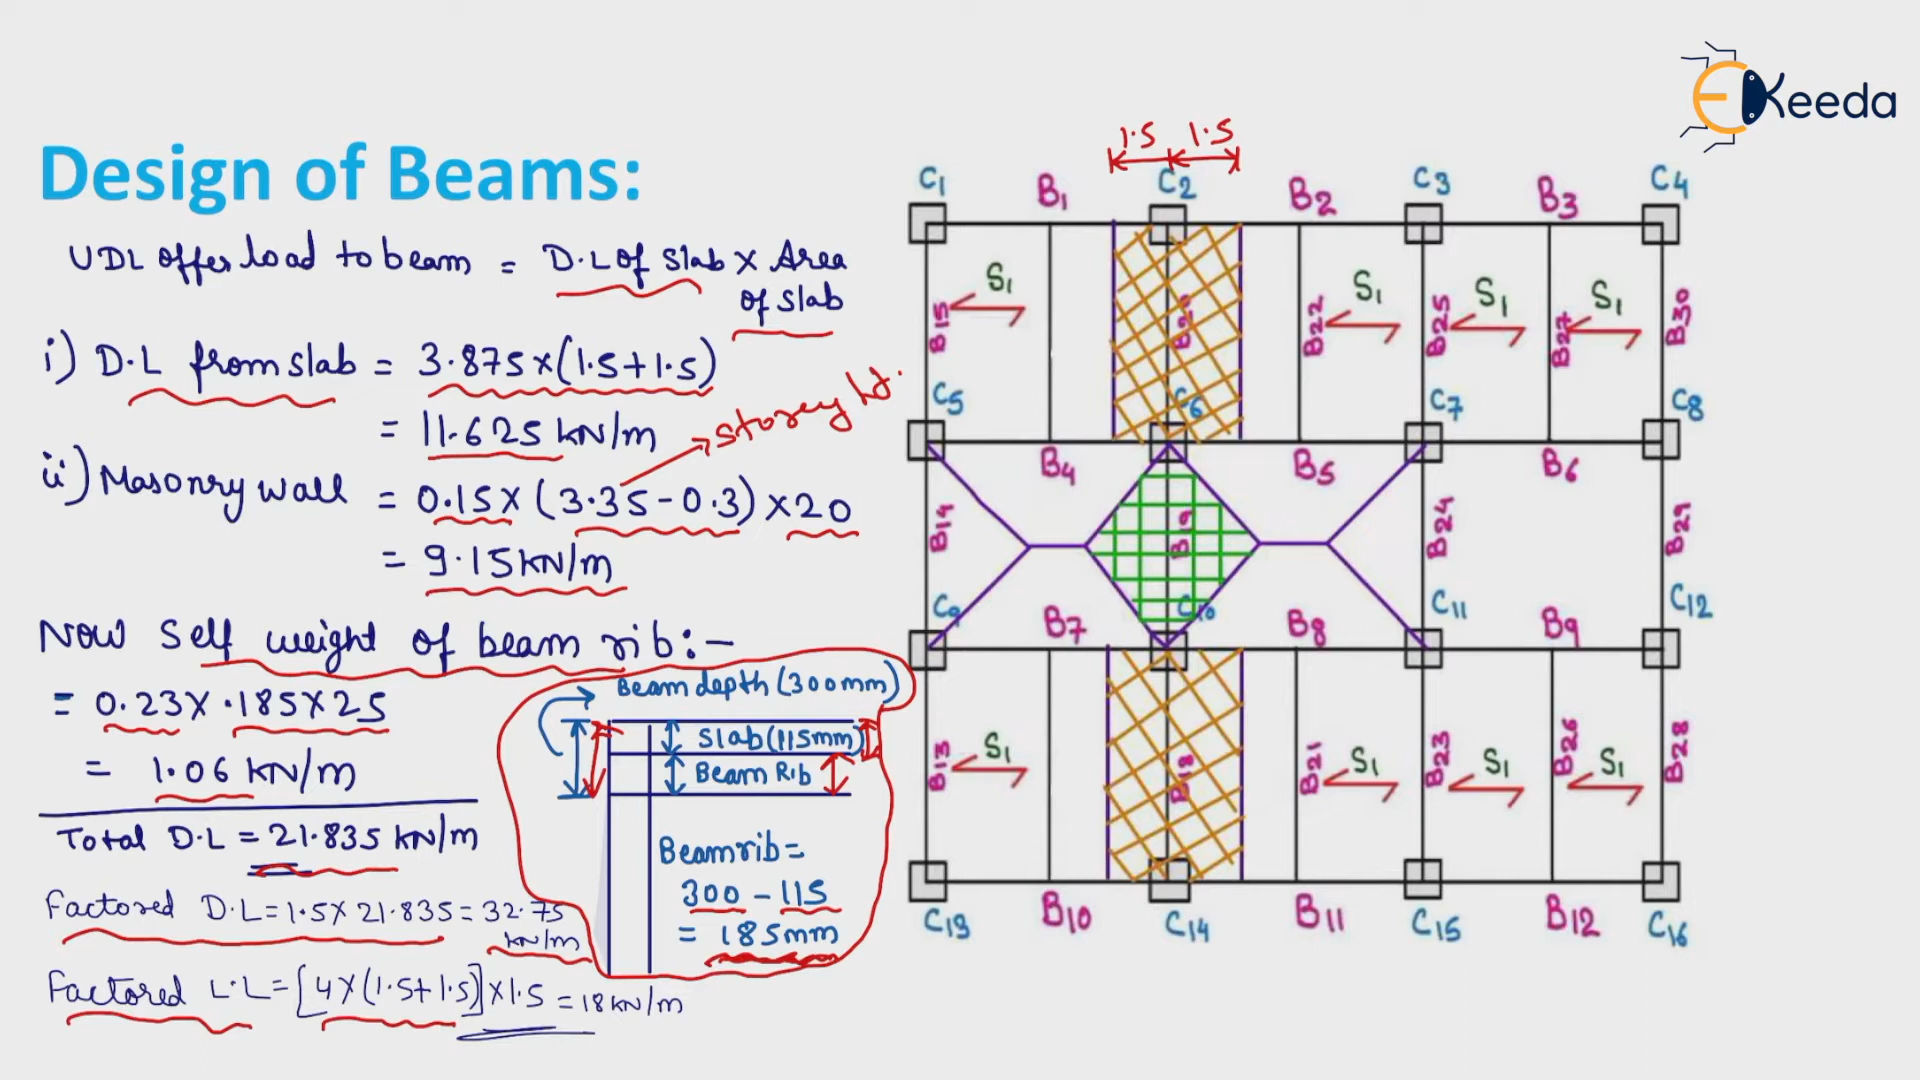 EKeeda
Design of Beams:
UDL offer load to beam = D.L of slab x Area
of slab
i) D.L from slab = 3.875x(1.5+1.5)
= 11.625 kN/m
storey ht.
ii) Masonry wall = 0.15x(3.35-0.3)x20
= 9.15 kN/m
Now Self weight of beam rib:-
= 0.23x.185x25
= 1.06 kN/m
Total D.L = 21.835 kN/m
Factored D.L=1.5x 21.835=32.75
kN/m
Factored L.L=[4x(1.5+1.5]x1.5 =18kN/m
Beam depth (300mm)
Slab(115mm)
Beam Rib
Beam rib=
300-115
= 185mm
1.5 1.5
C1 B1 C2 B2 C3 B3 C4
B15 S1 B20 B22 S1 B25 S1 B27 S1 B30
C5 C6 C7 C8
B4 B5 B6
B14 B19 B24 B29
C9 C10 C11 C12
B7 B8 B9
B13 S1 B18 B21 S1 B23 S1 B26 S1 B28
C13 B10 C14 B11 C15 B12 C16